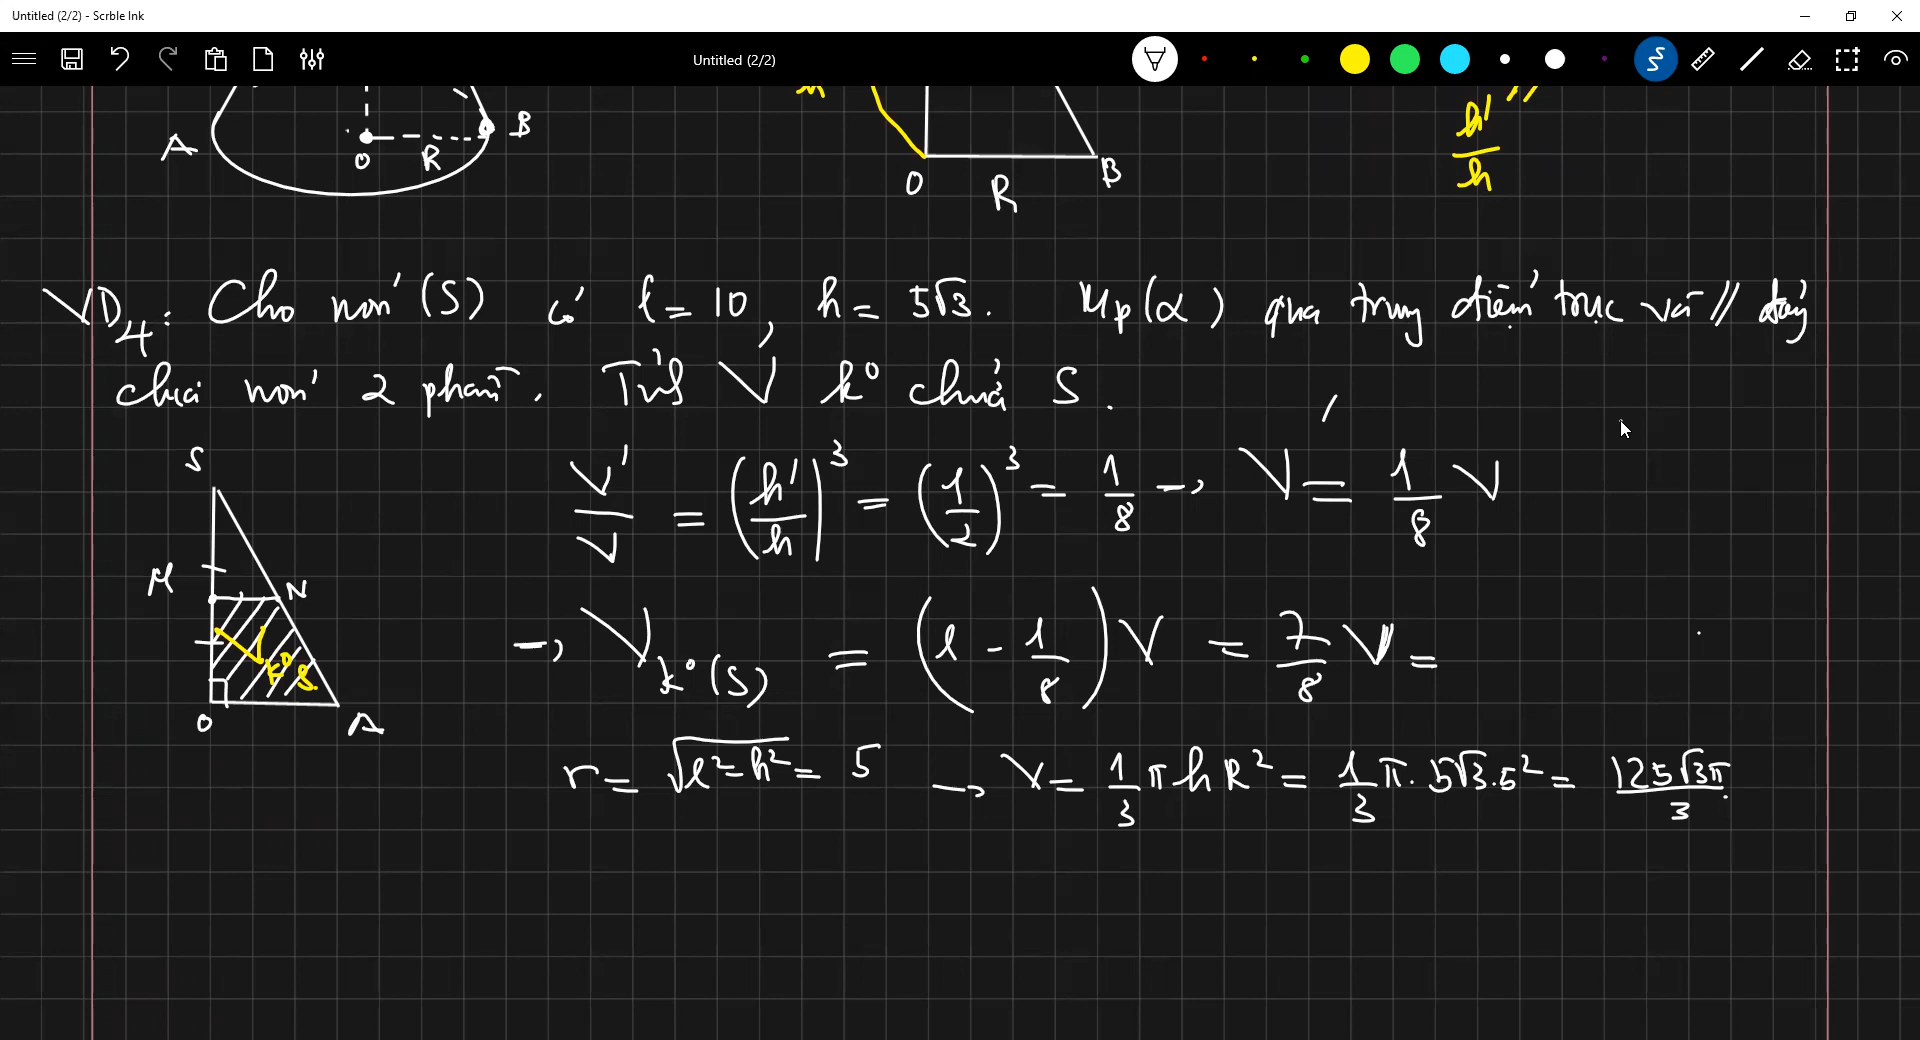 Untitled (2/2) - Scrble Ink
Untitled (2/2)
A O R B
h O R B
h'/h //
VD4: Cho nón (S) có l = 10, h = 5√3. Mp(α) qua trung điểm trục và // đáy
chia nón 2 phần. Tính V k° chứa S.
S M N O A k° S
V'/V = (h'/h)³ = (1/2)³ = 1/8 → V' = 1/8 V
→ V k°(S) = (1 - 1/8) V = 7/8 V =
r = √l²-h² = 5 → V = 1/3 π h R² = 1/3 π. 5√3.5² = 125√3π/3